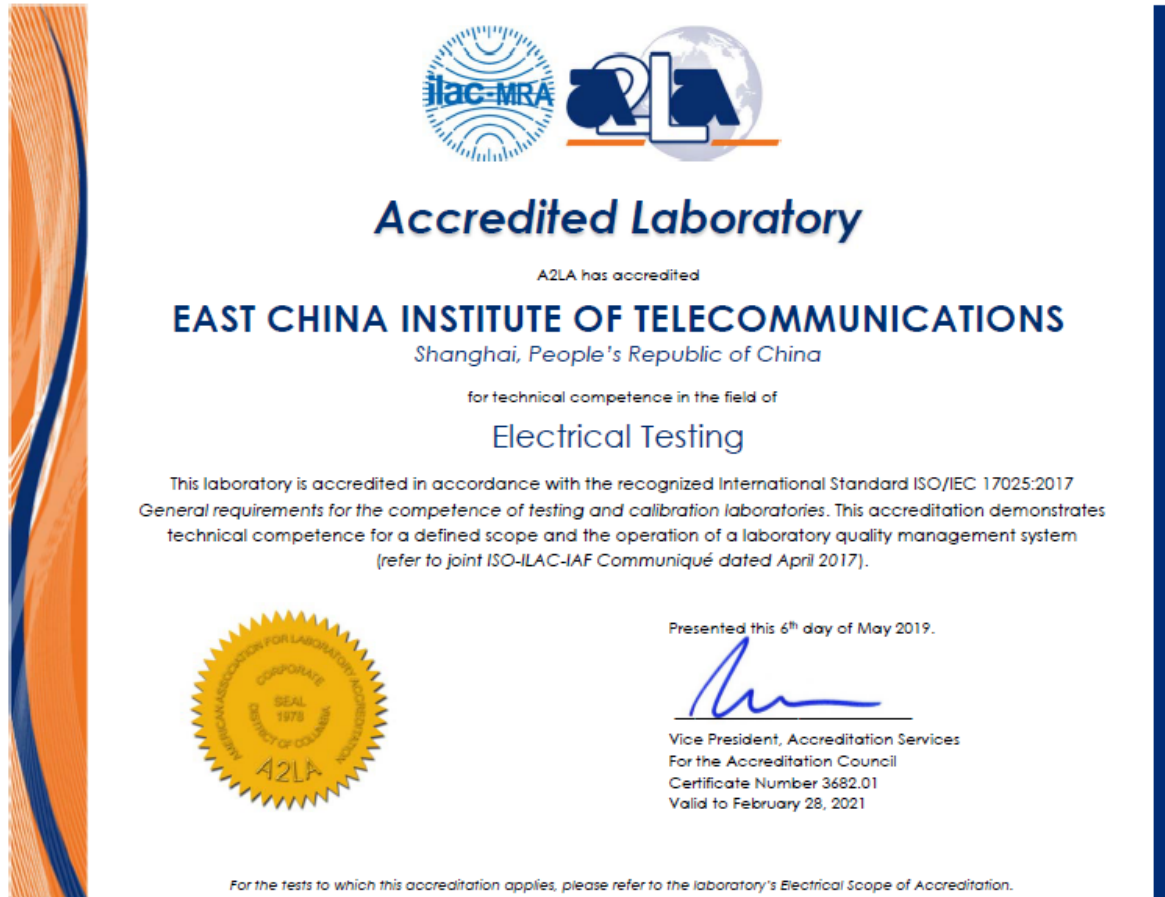 ilac-MRA
A2LA
Accredited Laboratory
A2LA has accredited
EAST CHINA INSTITUTE OF TELECOMMUNICATIONS
Shanghai, People's Republic of China
for technical competence in the field of
Electrical Testing
This laboratory is accredited in accordance with the recognized International Standard ISO/IEC 17025:2017
General requirements for the competence of testing and calibration laboratories. This accreditation demonstrates
technical competence for a defined scope and the operation of a laboratory quality management system
(refer to joint ISO-ILAC-IAF Communiqué dated April 2017).
AMERICAN ASSOCIATION FOR LABORATORY ACCREDITATION
CORPORATE
SEAL
1978
DISTRICT OF COLUMBIA
A2LA
Presented this 6th day of May 2019.
Vice President, Accreditation Services
For the Accreditation Council
Certificate Number 3682.01
Valid to February 28, 2021
For the tests to which this accreditation applies, please refer to the laboratory's Electrical Scope of Accreditation.